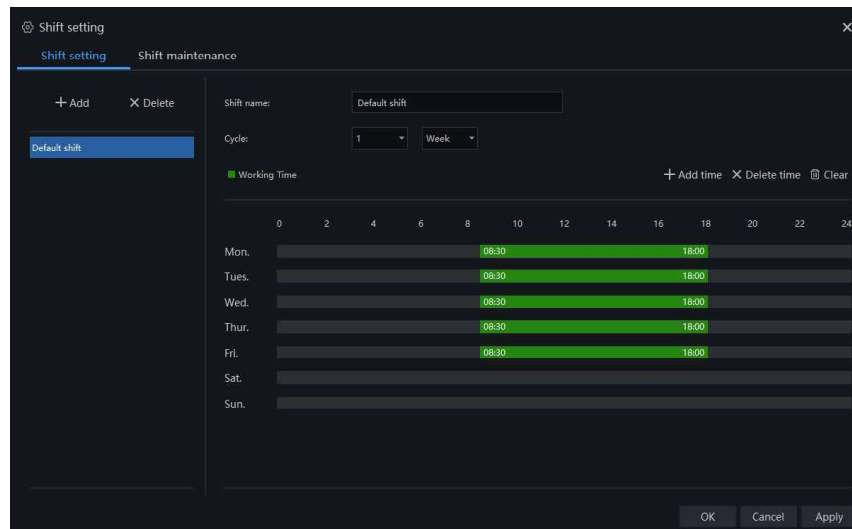 Shift setting
Shift setting Shift maintenance
Add Delete
Default shift
Shift name: Default shift
Cycle: 1 Week
Working Time Add time Delete time Clear
0 2 4 6 8 10 12 14 16 18 20 22 24
Mon. 08:30 18:00
Tues. 08:30 18:00
Wed. 08:30 18:00
Thur. 08:30 18:00
Fri. 08:30 18:00
Sat.
Sun.
OK Cancel Apply